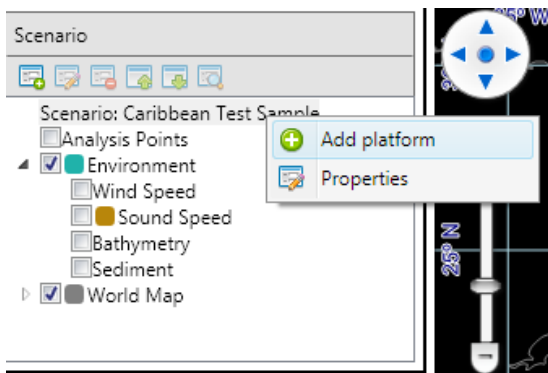 Scenario
Scenario: Caribbean Test Sample
Analysis Points
Add platform
Environment
Properties
Wind Speed
Sound Speed
Bathymetry
Sediment
World Map
25° N